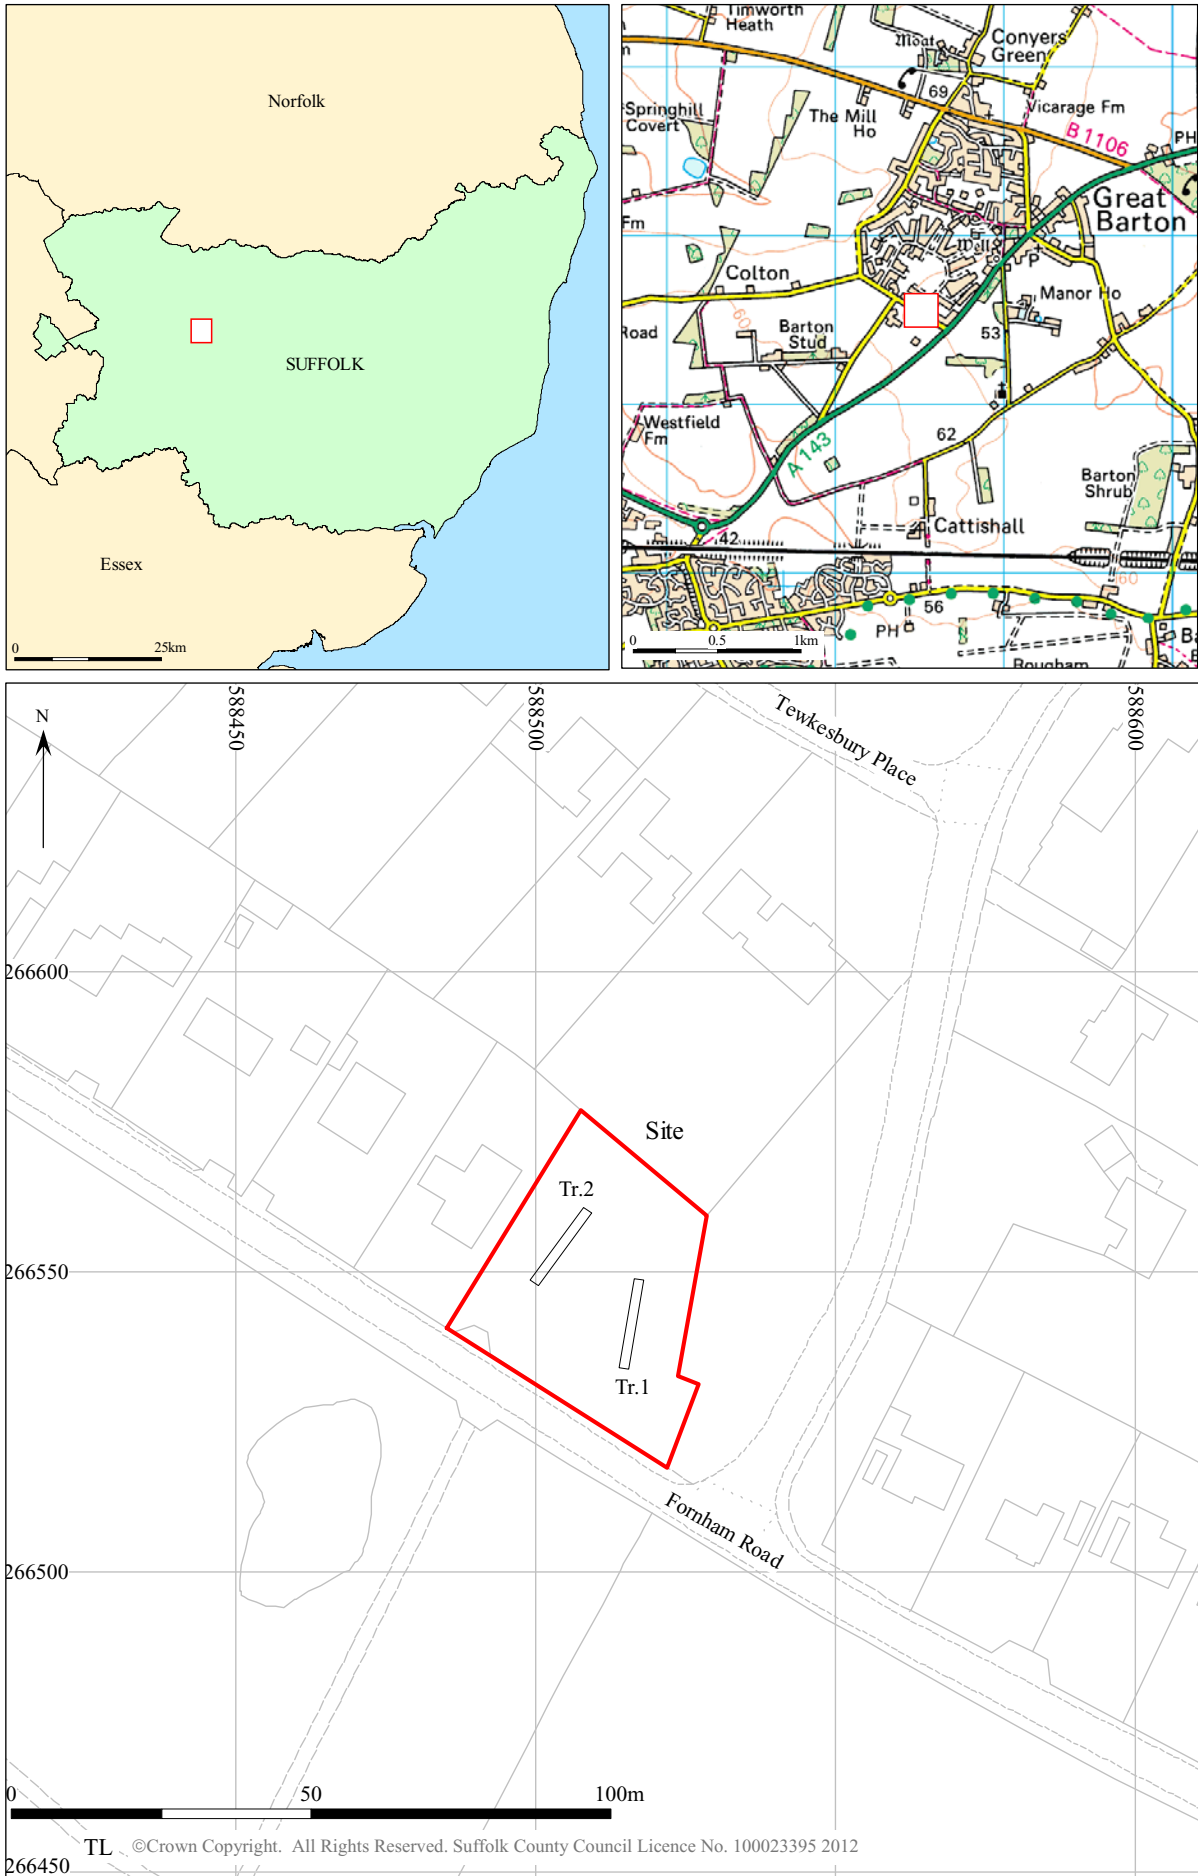 Norfolk
SUFFOLK
Essex
0
25km
Timworth
Heath
Moat
Conyers
Green
69
Springhill
Covert
The Mill
Ho
Vicarage Fm
B 1106
PH
Great
Barton
Fm
Well
P
Colton
Manor Ho
60
Road
Barton
Stud
53
Westfield
Fm
A 143
62
Barton
Shrub
Cattishall
42
60
56
PH
Ba
Rougham
0
0.5
1km
N
588450
588500
588600
Tewkesbury Place
266600
Site
Tr.2
266550
Tr.1
Fornham Road
266500
0
50
100m
TL
©Crown Copyright. All Rights Reserved. Suffolk County Council Licence No. 100023395 2012
266450